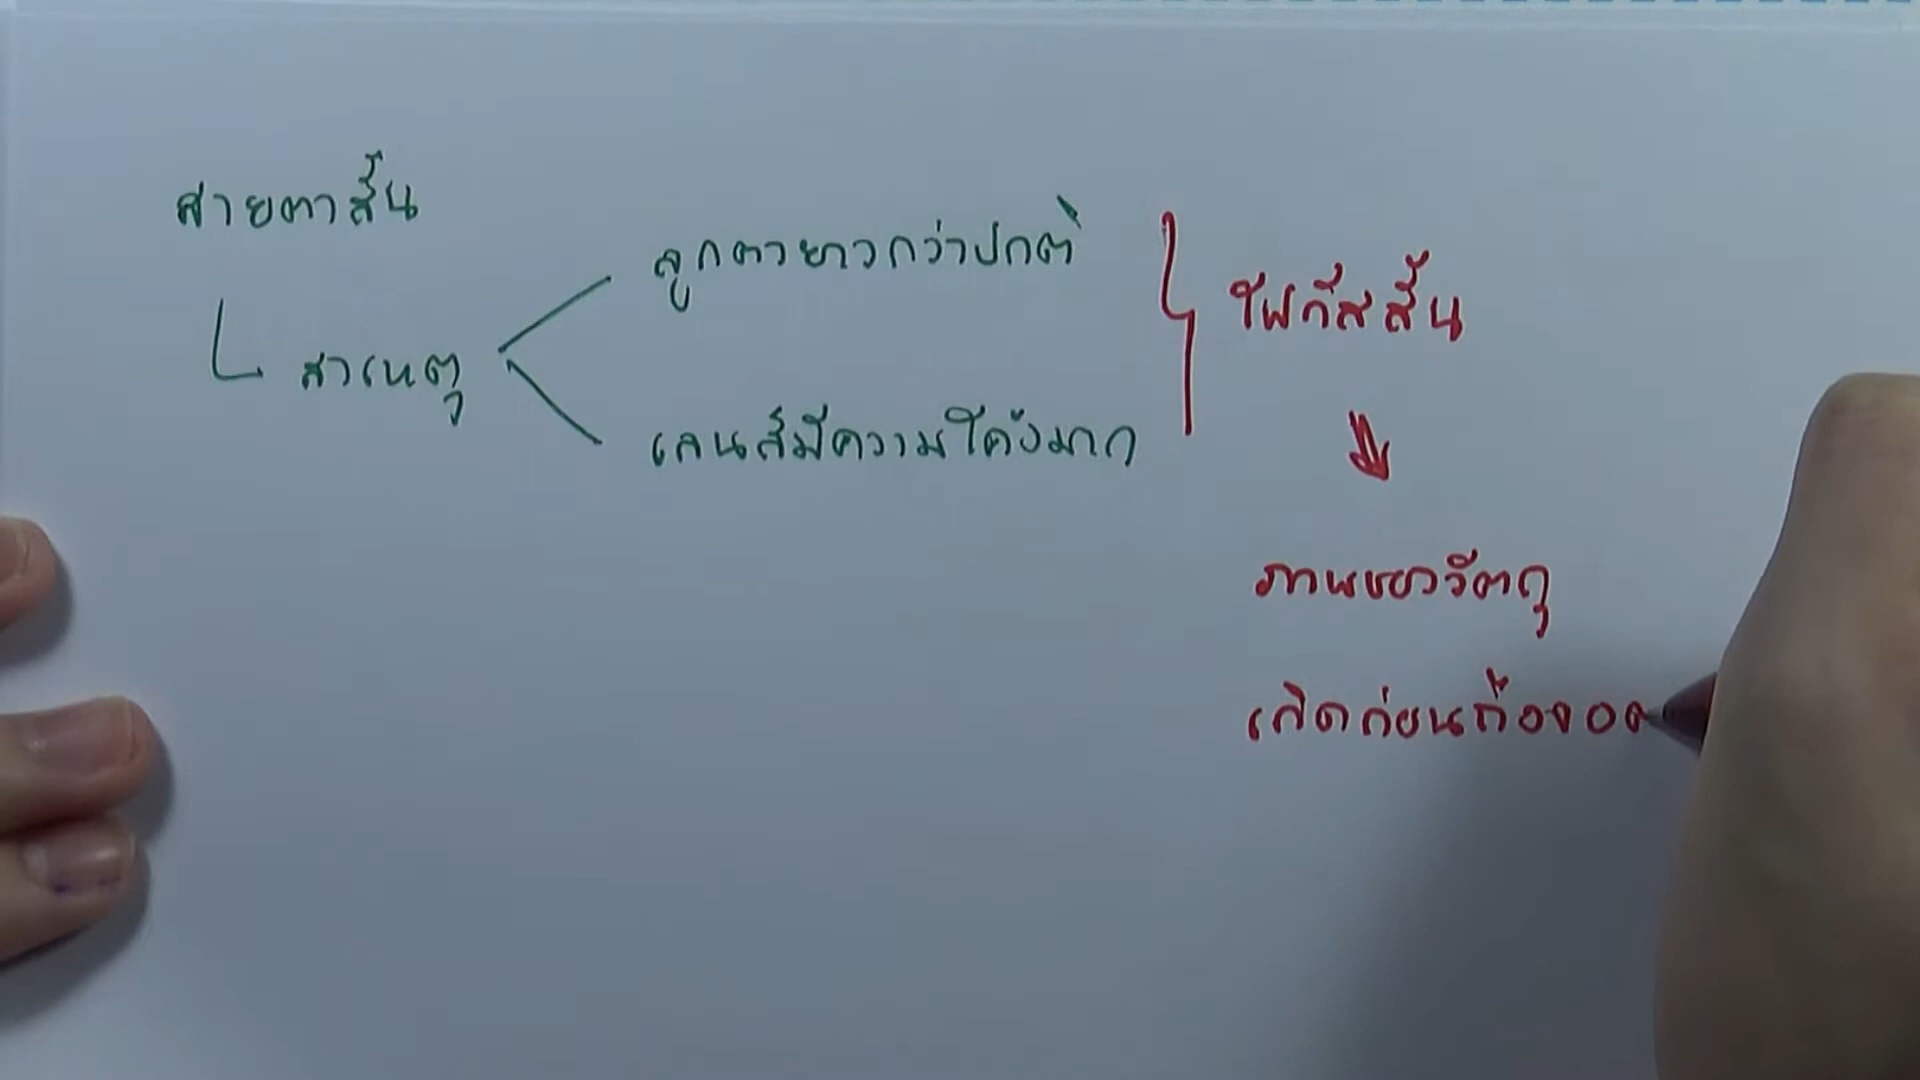 สายตาสั้น
สาเหตุ
ลูกตายาวกว่าปกติ
เลนส์มีความโค้งมาก
โฟกัสสั้น
ภาพของวัตถุ
เกิดก่อนถึงจอต